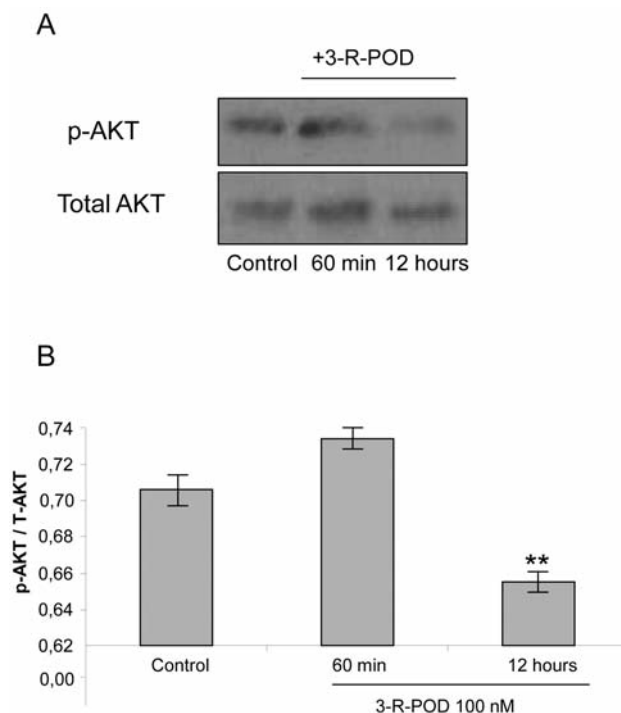 A
+3-R-POD
p-AKT
Total AKT
Control 60 min 12 hours
B
p-AKT / T-AKT
0,74
0,72
0,70
0,68
0,66
0,64
0,62
0,00
**
Control 60 min 12 hours
3-R-POD 100 nM